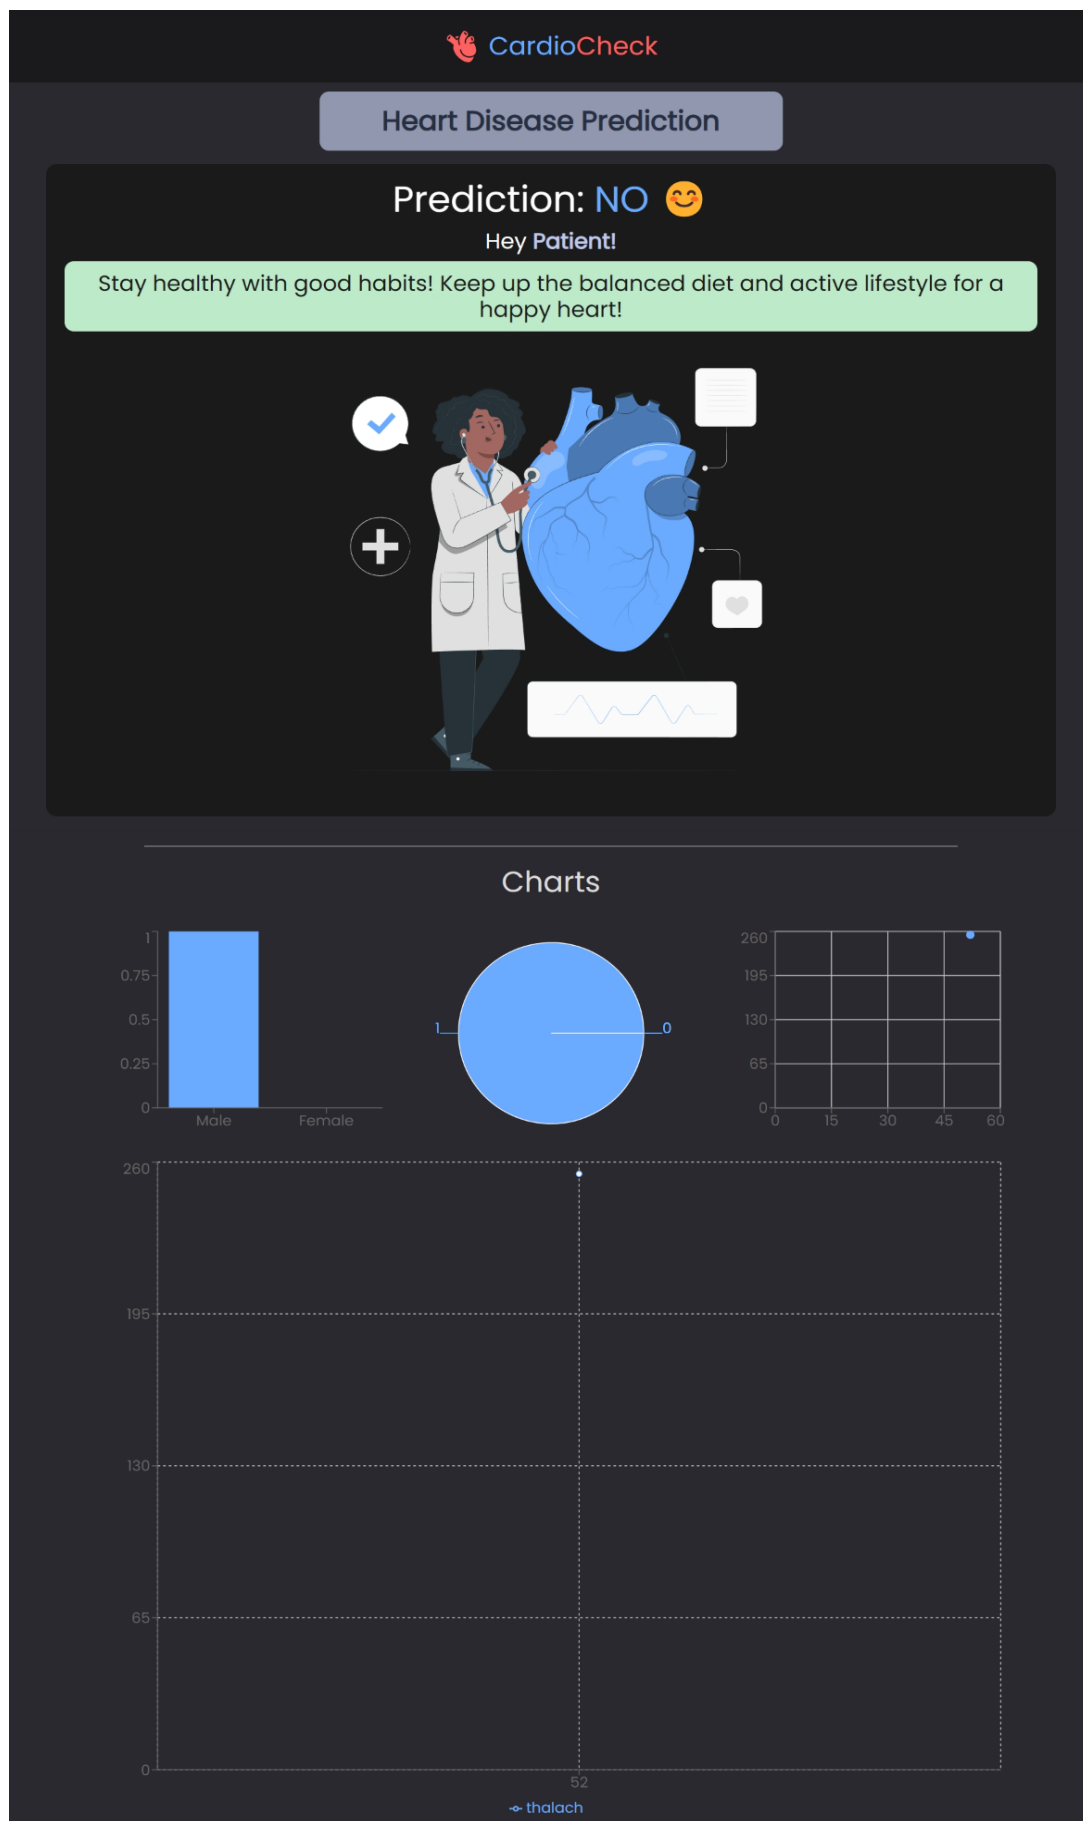 CardioCheck
Heart Disease Prediction
Prediction: NO 😊
Hey Patient!
Stay healthy with good habits! Keep up the balanced diet and active lifestyle for a
happy heart!
Charts
1
0.75
0.5
0.25
0
Male Female
1 0
260
195
130
65
0
0 15 30 45 60
260
195
130
65
0
52
thalach